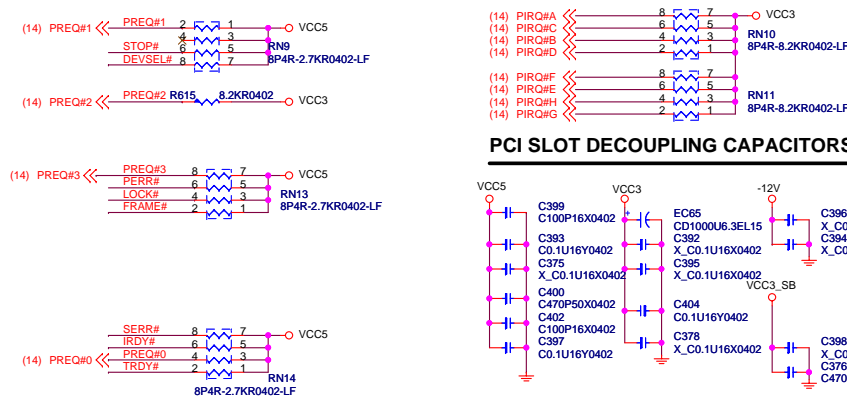 (14) PREQ#1 PREQ#1 2 1 VCC5
4 3 RN9
STOP# 6 5
DEVSEL# 8 7 8P4R-2.7KR0402-LF
(14) PREQ#2 PREQ#2 R615 8.2KR0402 VCC3
(14) PREQ#3 PREQ#3 8 7 VCC5
PERR# 6 5
LOCK# 4 3 RN13
FRAME# 2 1 8P4R-2.7KR0402-LF
SERR# 8 7 VCC5
IRDY# 6 5
(14) PREQ#0 PREQ#0 4 3
TRDY# 2 1 RN14
8P4R-2.7KR0402-LF
(14) PIRQ#A 8 7 VCC3
(14) PIRQ#C 6 5
(14) PIRQ#B 4 3 RN10
(14) PIRQ#D 2 1 8P4R-8.2KR0402-LF
(14) PIRQ#F 8 7
(14) PIRQ#E 6 5
(14) PIRQ#H 4 3 RN11
(14) PIRQ#G 2 1 8P4R-8.2KR0402-LF
PCI SLOT DECOUPLING CAPACITORS
VCC5
C399
C100P16X0402
C393
C0.1U16Y0402
C375
X_C0.1U16X0402
C400
C470P50X0402
C402
C100P16X0402
C397
C0.1U16Y0402
VCC3
+
EC65
CD1000U6.3EL15
C392
X_C0.1U16X0402
C395
X_C0.1U16X0402
C404
C0.1U16Y0402
C378
X_C0.1U16X0402
-12V
C396
X_C0
C394
X_C0
VCC3_SB
C398
X_C0
C376
C470